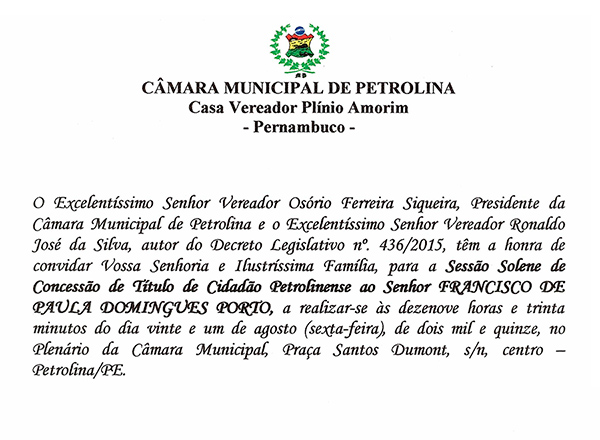 CÂMARA MUNICIPAL DE PETROLINA
Casa Vereador Plínio Amorim
- Pernambuco -
O Excelentíssimo Senhor Vereador Osório Ferreira Siqueira, Presidente da
Câmara Municipal de Petrolina e o Excelentíssimo Senhor Vereador Ronaldo
José da Silva, autor do Decreto Legislativo nº. 436/2015, têm a honra de
convidar Vossa Senhoria e Ilustríssima Família, para a Sessão Solene de
Concessão de Título de Cidadão Petrolinense ao Senhor FRANCISCO DE
PAULA DOMINGUES PORTO, a realizar-se às dezenove horas e trinta
minutos do dia vinte e um de agosto (sexta-feira), de dois mil e quinze, no
Plenário da Câmara Municipal, Praça Santos Dumont, s/n, centro –
Petrolina/PE.